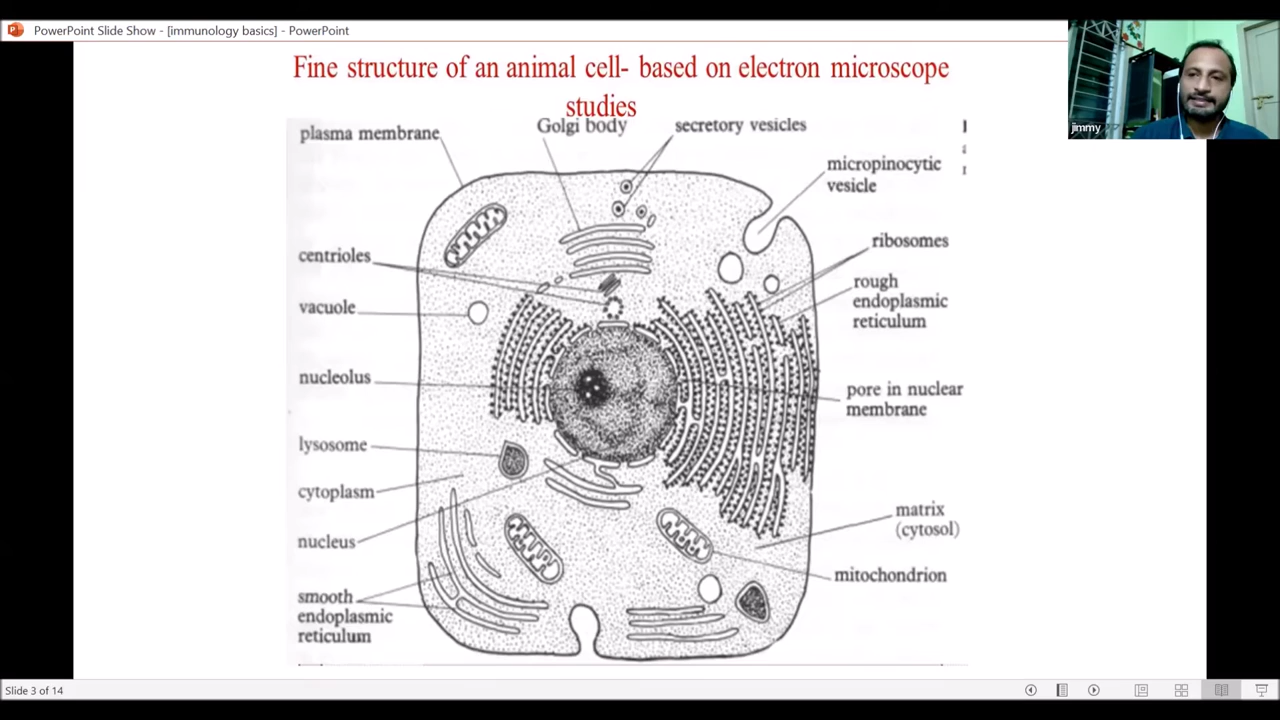 PowerPoint Slide Show - [immunology basics] - PowerPoint
jimmy
Fine structure of an animal cell- based on electron microscope
studies
plasma membrane
Golgi body
secretory vesicles
micropinocytic
vesicle
centrioles
ribosomes
vacuole
rough
endoplasmic
reticulum
nucleolus
pore in nuclear
membrane
lysosome
cytoplasm
matrix
(cytosol)
nucleus
mitochondrion
smooth
endoplasmic
reticulum
Slide 3 of 14